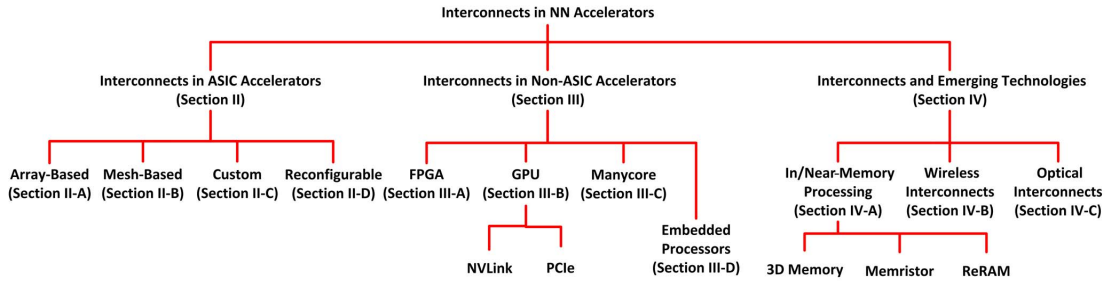 Interconnects in NN Accelerators
Interconnects in ASIC Accelerators
(Section II)
Interconnects in Non-ASIC Accelerators
(Section III)
Interconnects and Emerging Technologies
(Section IV)
Array-Based
(Section II-A)
Mesh-Based
(Section II-B)
Custom
(Section II-C)
Reconfigurable
(Section II-D)
FPGA
(Section III-A)
GPU
(Section III-B)
Manycore
(Section III-C)
Embedded
Processors
(Section III-D)
NVLink
PCIe
In/Near-Memory
Processing
(Section IV-A)
Wireless
Interconnects
(Section IV-B)
Optical
Interconnects
(Section IV-C)
3D Memory
Memristor
ReRAM